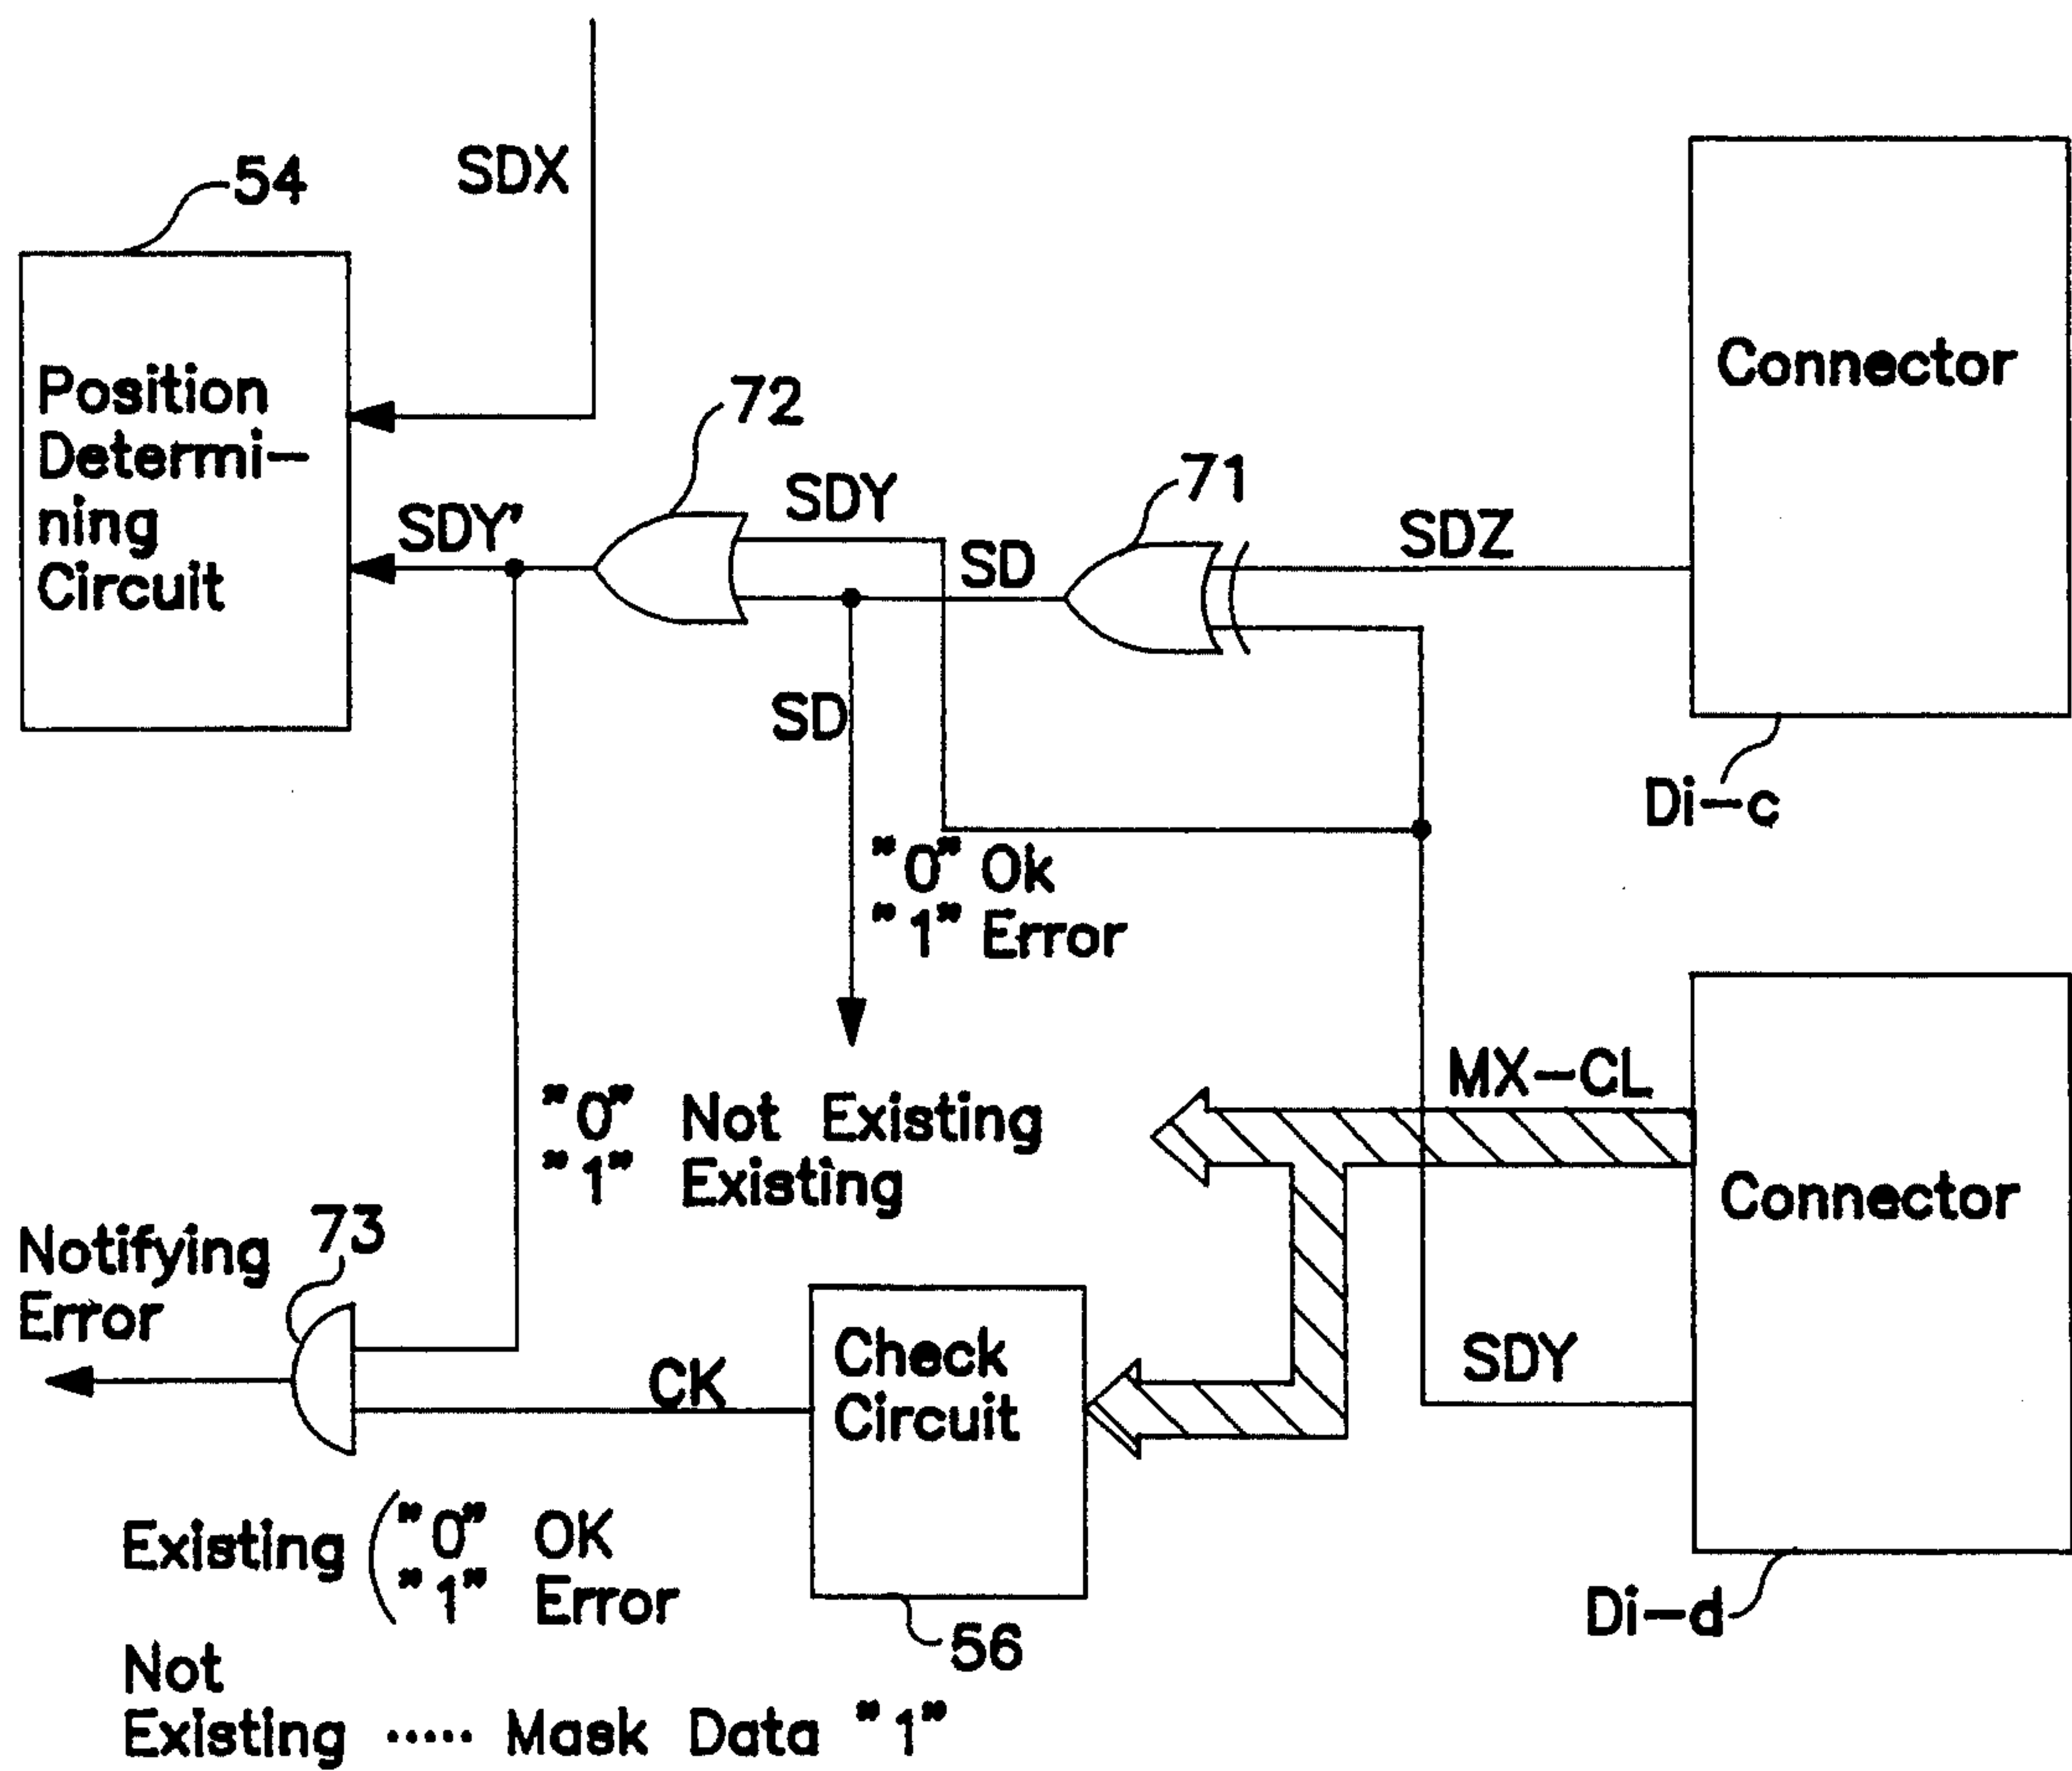 SDX
54
Connector
Position
Determi-
ning
Circuit
72
SDY
71
SDZ
SDY'
SD
SD
Di-c
"0" Ok
"1" Error
MX-CL
"0" Not Existing
"1" Existing
Connector
73
Notifying
Error
Check
Circuit
SDY
CK
Existing ( "0" OK
"1" Error
56
Di-d
Not
Existing ..... Mask Data "1"